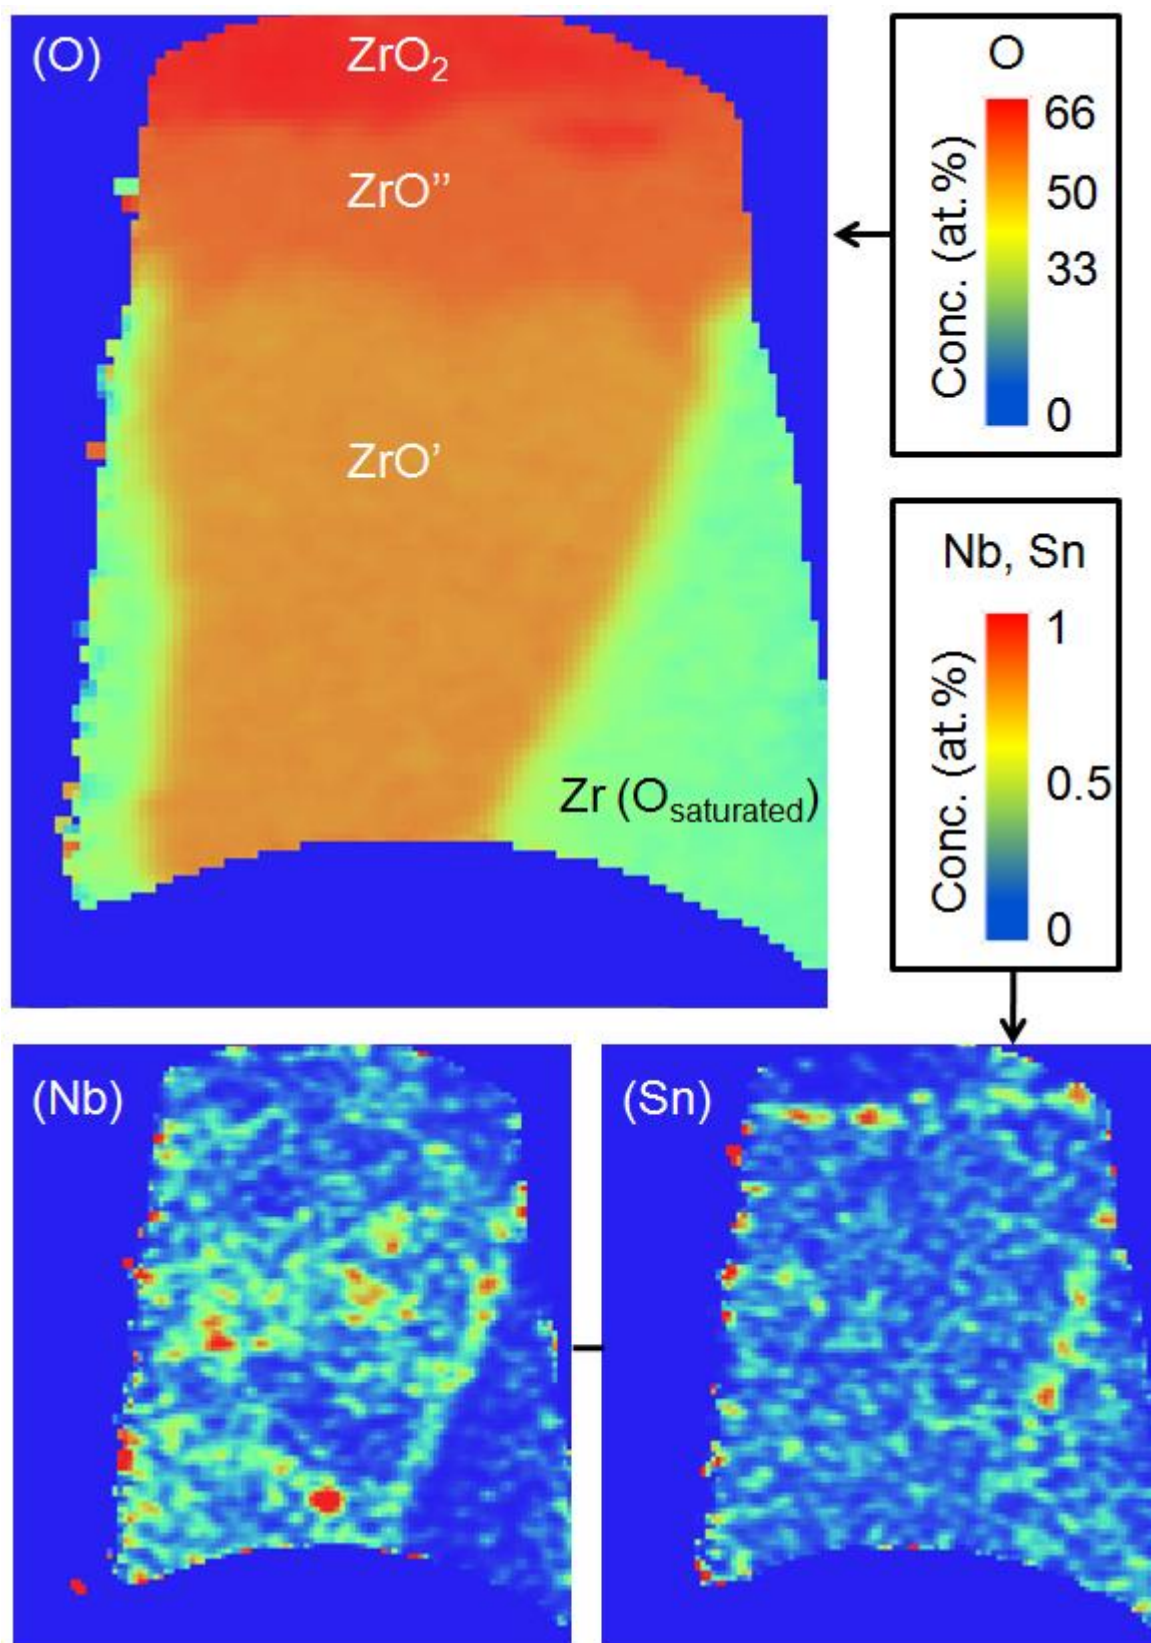 (O)
ZrO₂
ZrO’’
ZrO’
Zr (Osaturated)
O
Conc. (at.%)
66
50
33
0
Nb, Sn
Conc. (at.%)
1
0.5
0
(Nb)
(Sn)